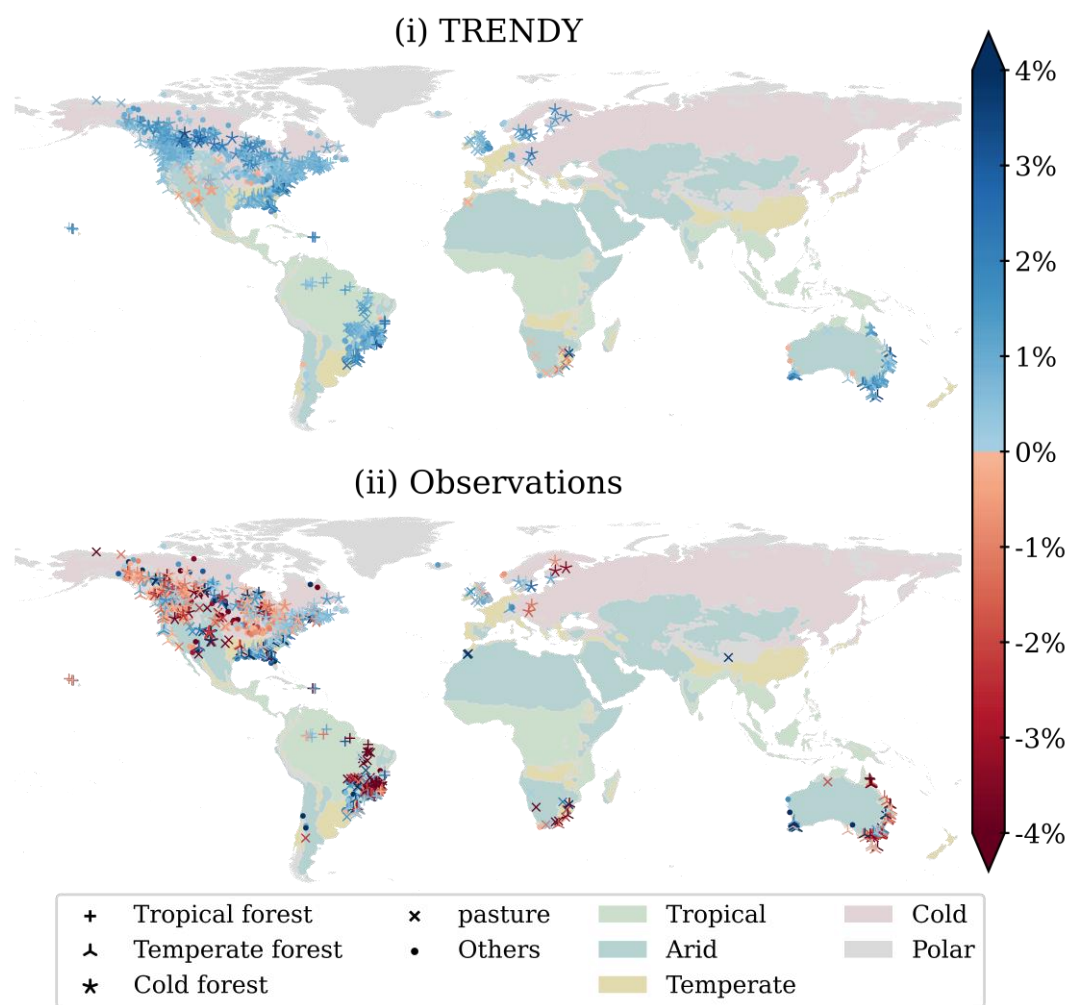 (i) TRENDY
4%
3%
2%
1%
0%
-1%
-2%
-3%
-4%
(ii) Observations
Tropical forest
Temperate forest
Cold forest
pasture
Others
Tropical
Arid
Temperate
Cold
Polar